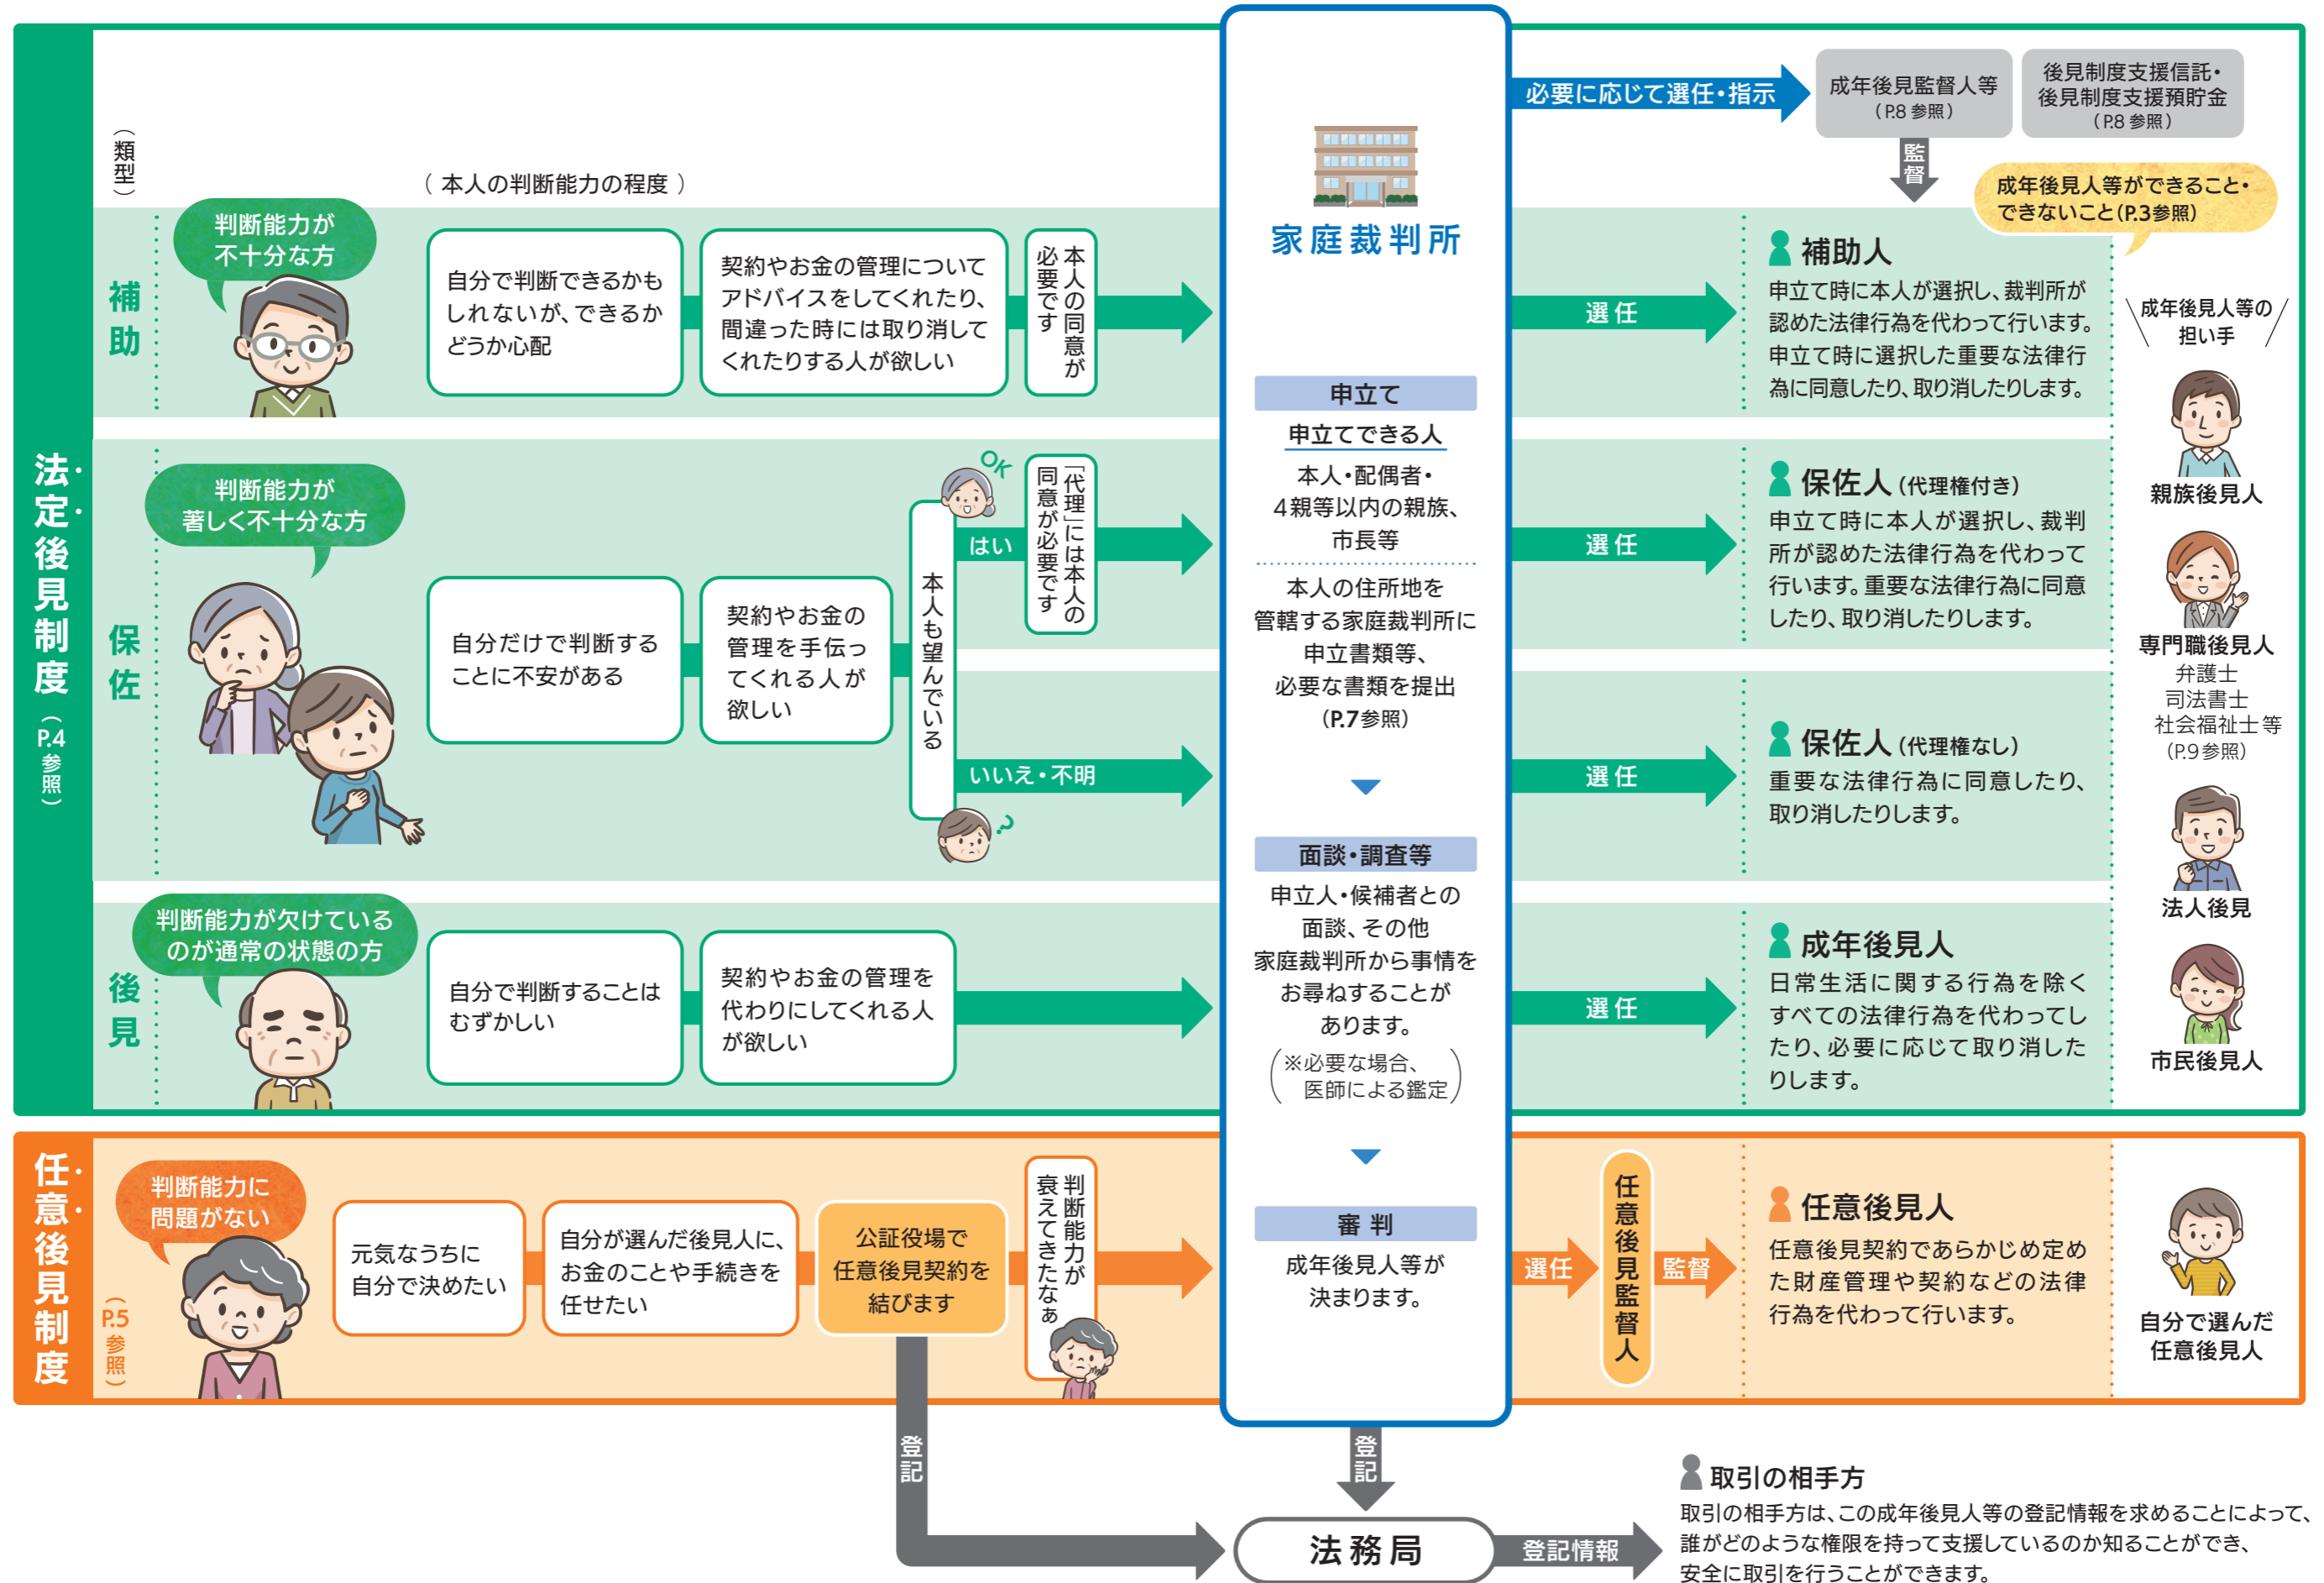 法定後見制度
（P.4参照）
（類型）
（本人の判断能力の程度）
必要に応じて選任・指示
成年後見監督人等
（P.8 参照）
後見制度支援信託・
後見制度支援預貯金
（P.8 参照）
監督
成年後見人等ができること・
できないこと(P.3参照)
補助
判断能力が
不十分な方
自分で判断できるかも
しれないが、できるか
どうか心配
契約やお金の管理について
アドバイスをしてくれたり、
間違った時には取り消して
くれたりする人が欲しい
本人の同意が
必要です
選任
補助人
申立て時に本人が選択し、裁判所が
認めた法律行為を代わって行います。
申立て時に選択した重要な法律行
為に同意したり、取り消したりします。
保佐
判断能力が
著しく不十分な方
自分だけで判断する
ことに不安がある
契約やお金の
管理を手伝っ
てくれる人が
欲しい
本人も望んでいる
OK
はい
「代理」には本人の
同意が必要です
選任
保佐人（代理権付き）
申立て時に本人が選択し、裁判
所が認めた法律行為を代わって
行います。重要な法律行為に同意
したり、取り消したりします。
?
いいえ・不明
選任
保佐人（代理権なし）
重要な法律行為に同意したり、
取り消したりします。
後見
判断能力が欠けている
のが通常の状態の方
自分で判断することは
むずかしい
契約やお金の管理を
代わりにしてくれる人
が欲しい
選任
成年後見人
日常生活に関する行為を除く
すべての法律行為を代わってし
たり、必要に応じて取り消した
りします。
家庭裁判所
申立て
申立てできる人
本人・配偶者・
4親等以内の親族、
市長等
本人の住所地を
管轄する家庭裁判所に
申立書類等、
必要な書類を提出
（P.7参照）
面談・調査等
申立人・候補者との
面談、その他
家庭裁判所から事情を
お尋ねすることが
あります。
（※必要な場合、
医師による鑑定）
審判
成年後見人等が
決まります。
成年後見人等の
担い手
親族後見人
専門職後見人
弁護士
司法書士
社会福祉士等
（P.9参照）
法人後見
市民後見人
任意後見制度
（P.5参照）
判断能力に
問題がない
元気なうちに
自分で決めたい
自分が選んだ後見人に、
お金のことや手続きを
任せたい
公証役場で
任意後見契約を
結びます
判断能力が
衰えてきたなぁ
選任
任意後見監督人
監督
任意後見人
任意後見契約であらかじめ定め
た財産管理や契約などの法律
行為を代わって行います。
自分で選んだ
任意後見人
登記
登記
法務局
登記情報
取引の相手方
取引の相手方は、この成年後見人等の登記情報を求めることによって、
誰がどのような権限を持って支援しているのか知ることができ、
安全に取引を行うことができます。